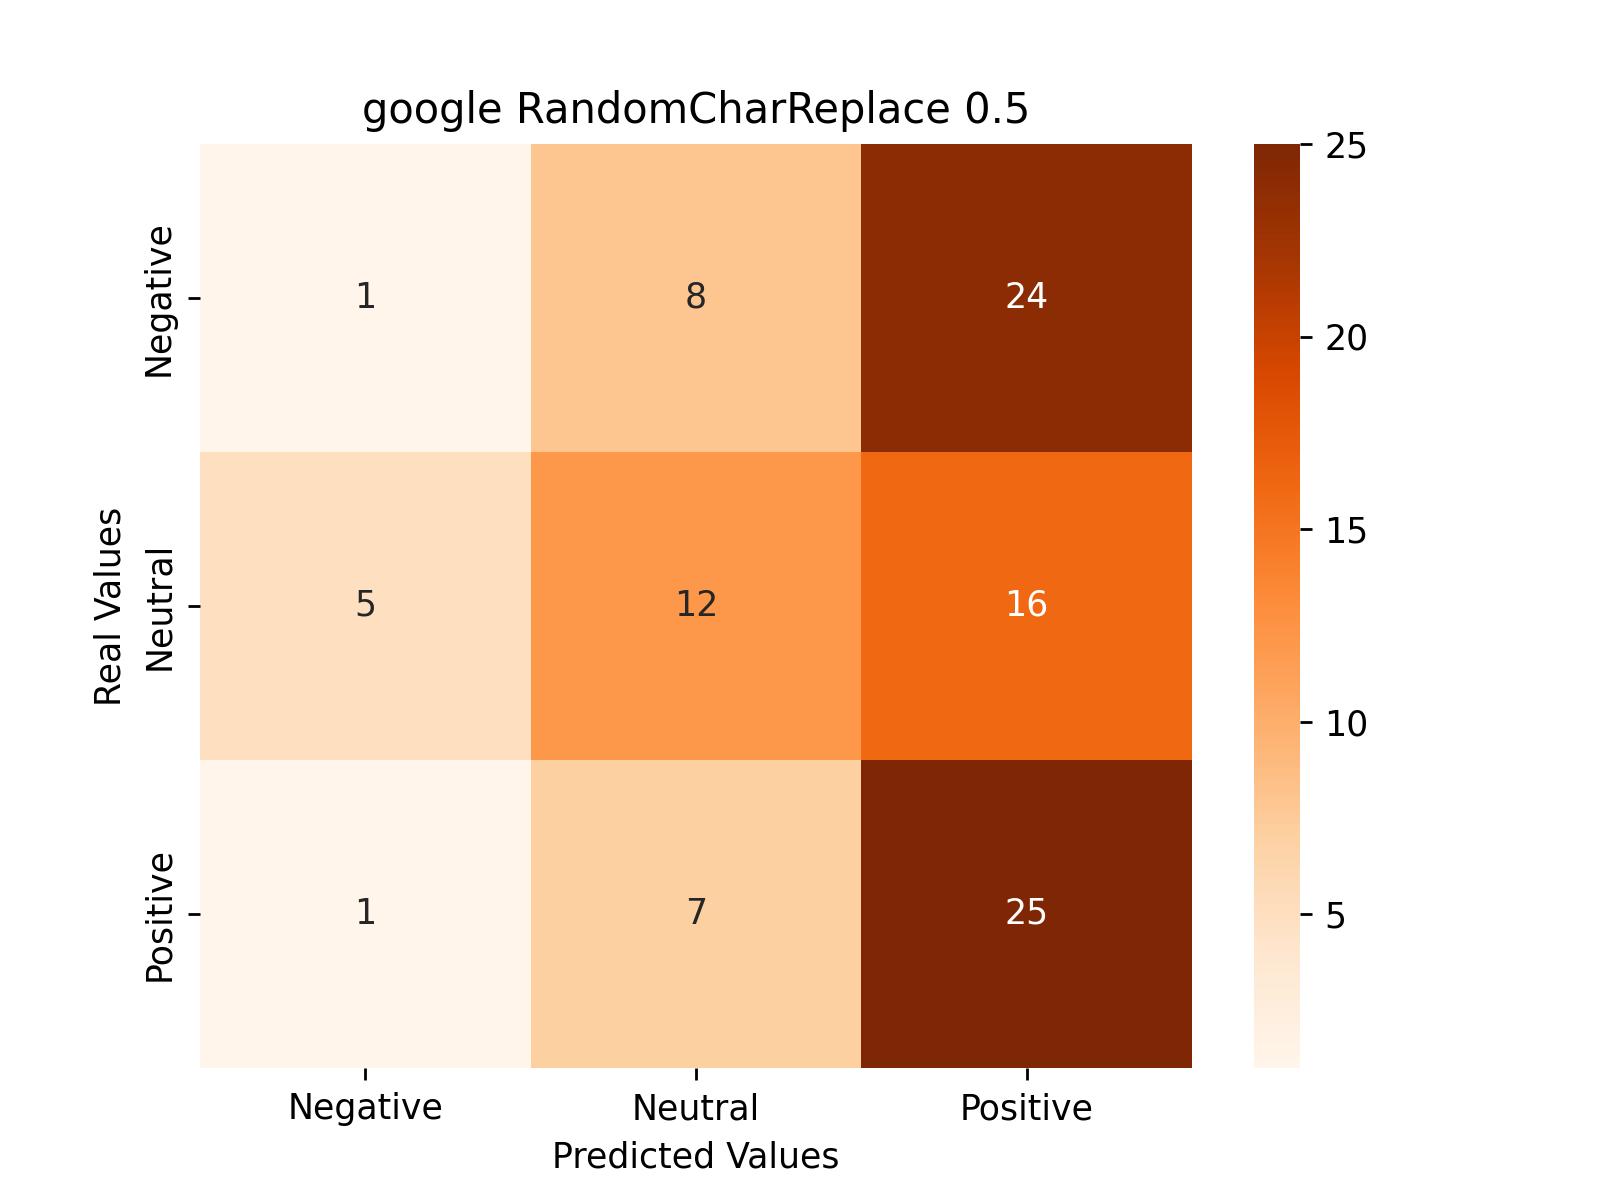 google RandomCharReplace 0.5
Real Values
Negative
1 8 24
Neutral
5 12 16
Positive
1 7 25
Negative Neutral Positive
Predicted Values
25
20
15
10
5